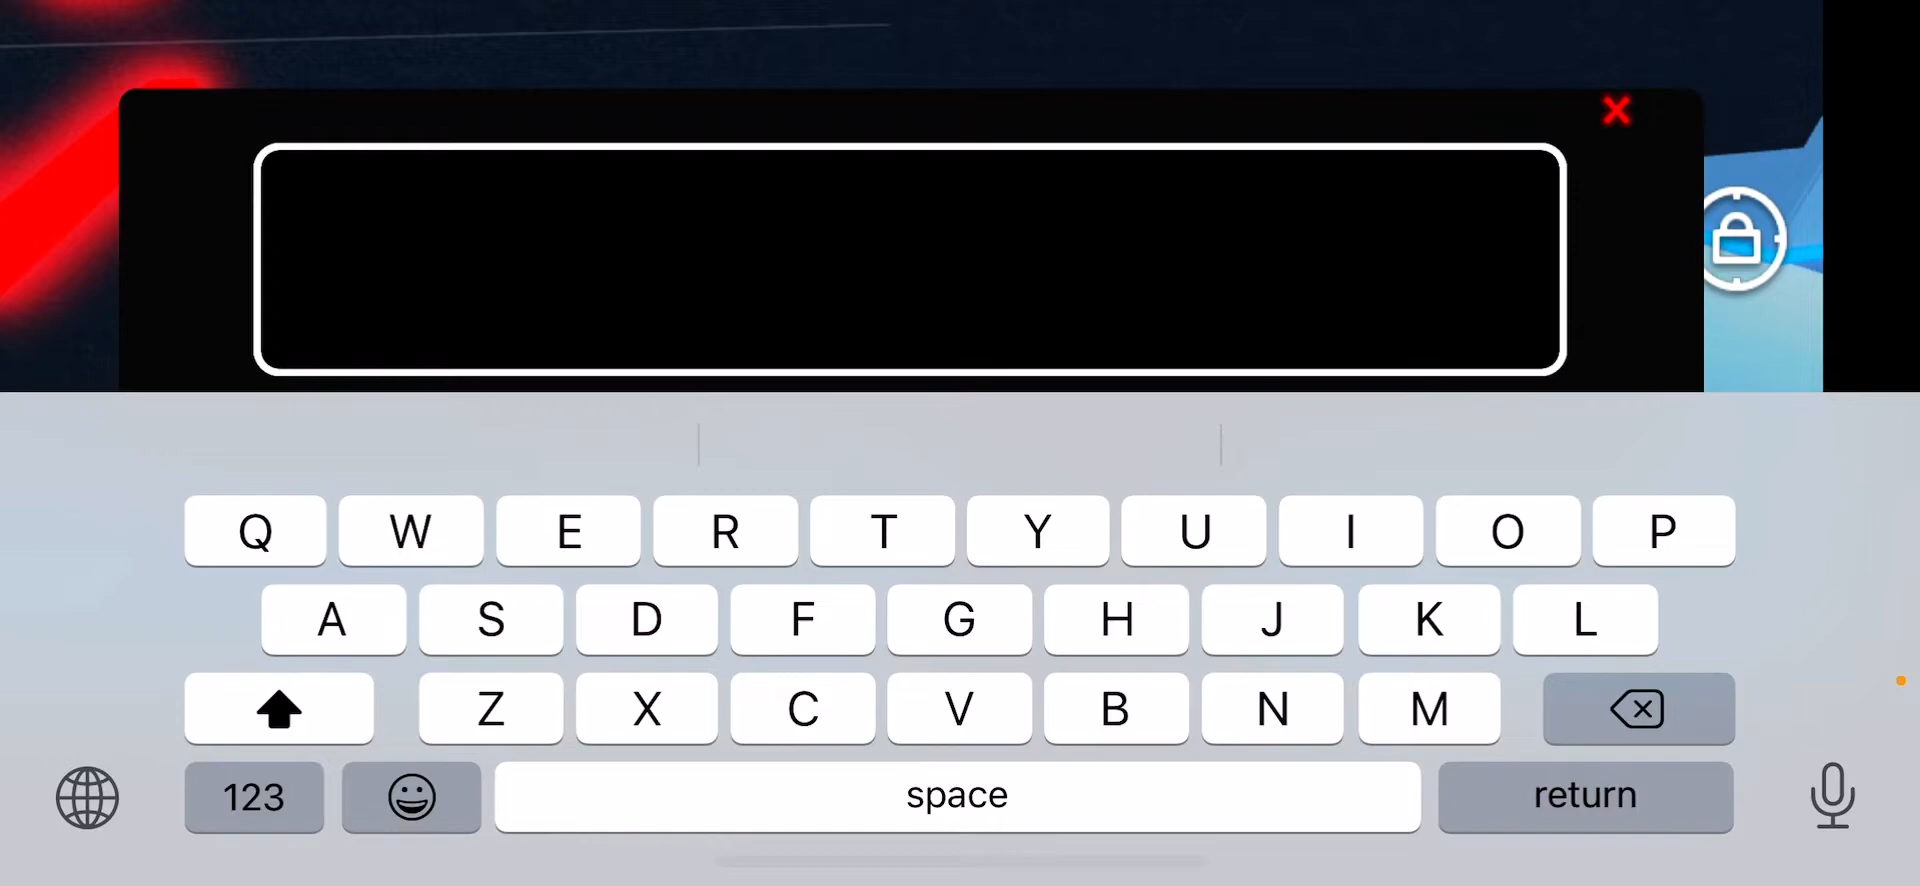 Q W E R T Y U I O P
A S D F G H J K L
Z X C V B N M
123 space return